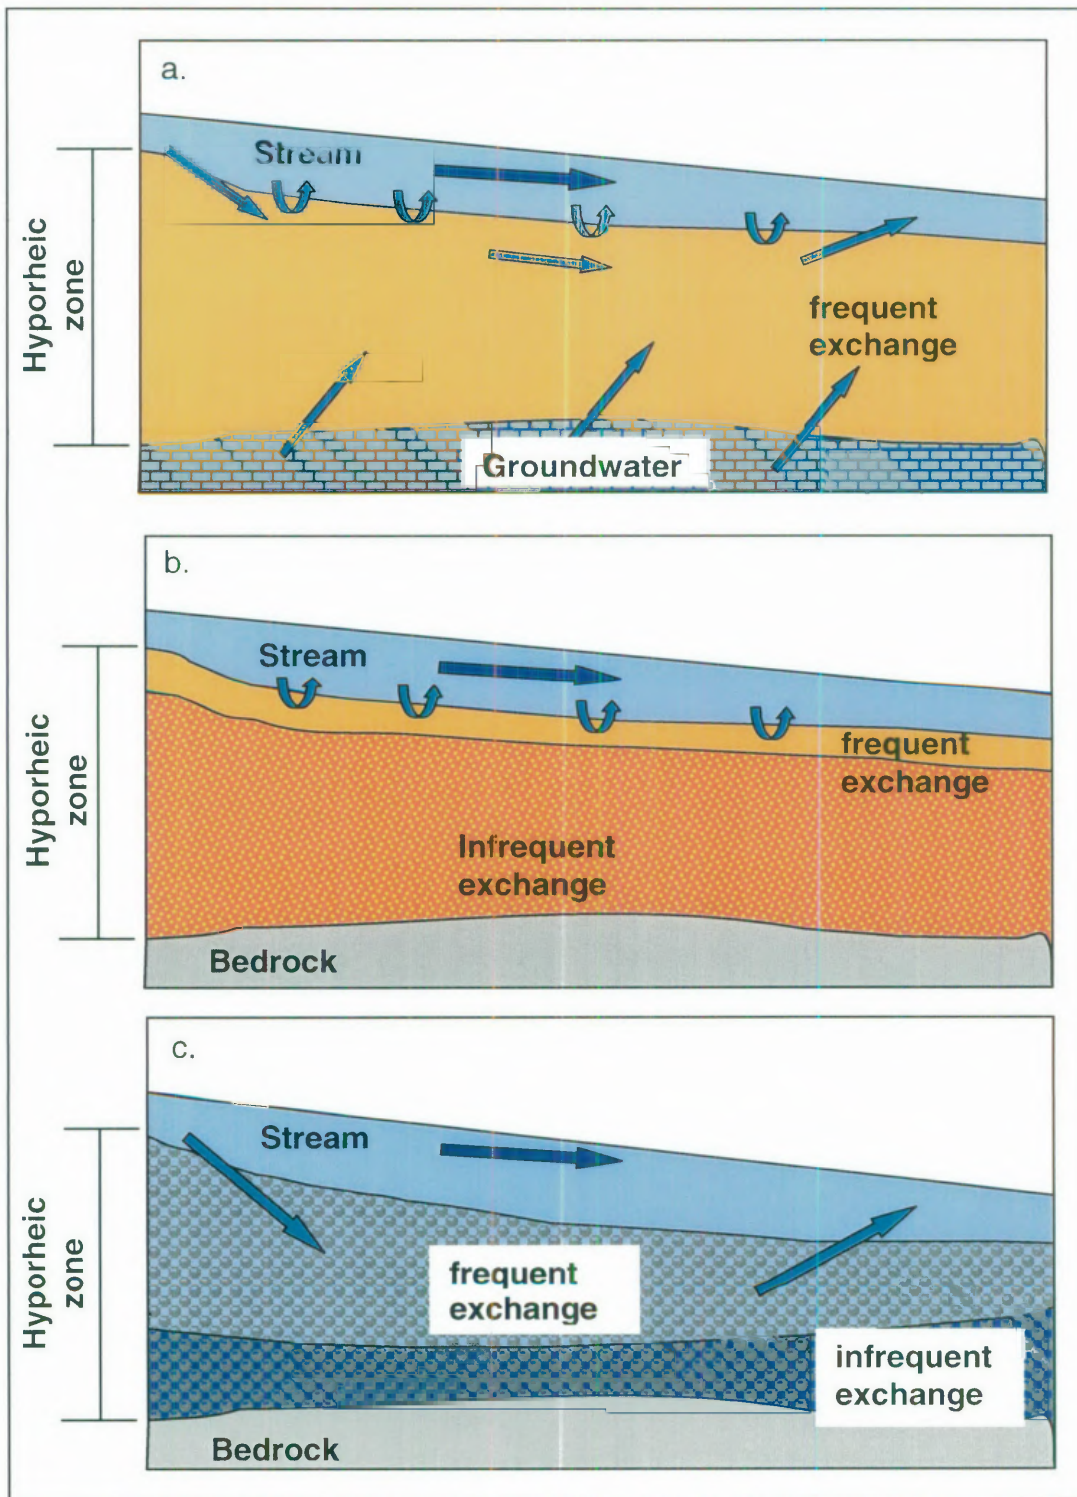 a.
Stream
Hyporheic
zone
frequent
exchange
Groundwater
b.
Stream
Hyporheic
zone
frequent
exchange
Infrequent
exchange
Bedrock
c.
Stream
Hyporheic
zone
frequent
exchange
infrequent
exchange
Bedrock